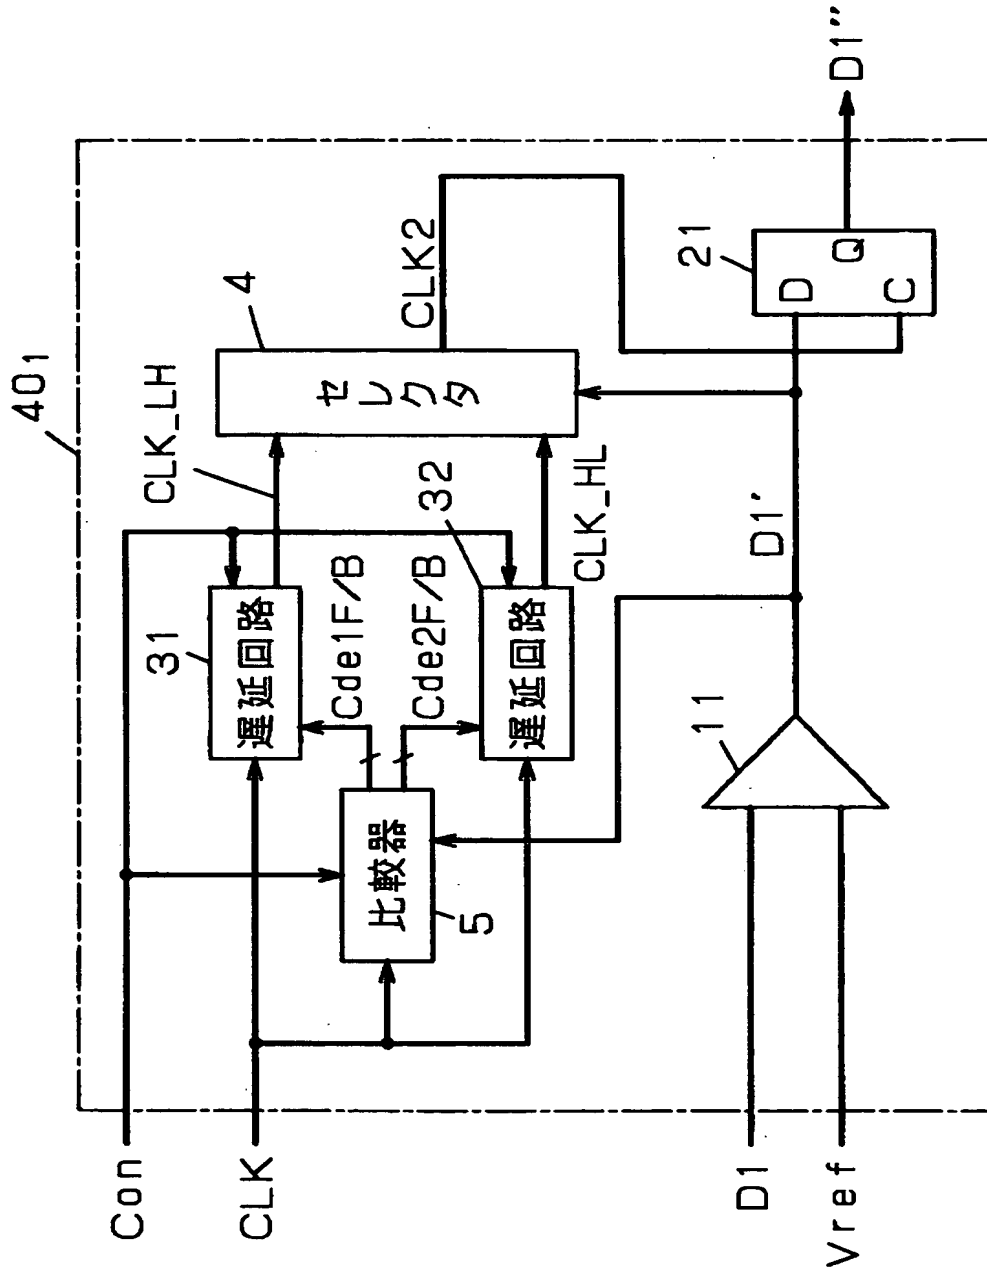 40₁
Con
CLK
D1
Vref
31
遅延回路
CLK_LH
4
セレクタ
CLK2
比較器
5
Cde1F/B
Cde2F/B
32
遅延回路
CLK_HL
11
D1′
21
D
Q
C
D1″